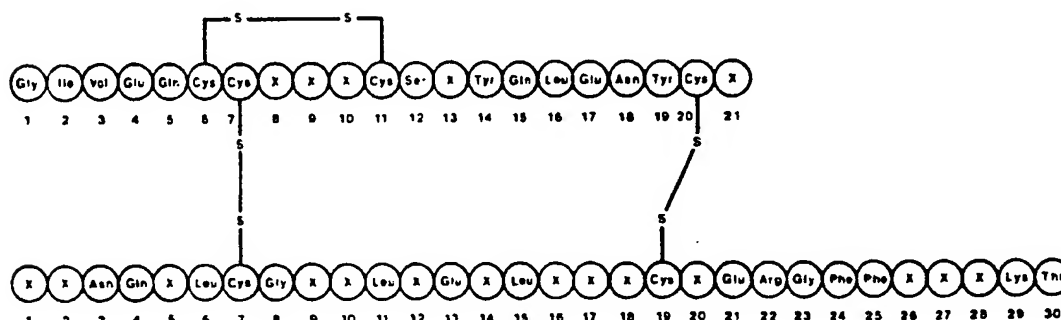 S S
Gly Ile Val Glu Gln Cys Cys X X X Cys Ser X Tyr Gln Leu Glu Asn Tyr Cys X
1 2 3 4 5 6 7 8 9 10 11 12 13 14 15 16 17 18 19 20 21
S S
S S
X X Asn Gln X Leu Cys Gly X X Leu X Glu X Leu X X X Cys X Glu Arg Gly Phe Phe X X X Lys Thr
1 2 3 4 5 6 7 8 9 10 11 12 13 14 15 16 17 18 19 20 21 22 23 24 25 26 27 28 29 30